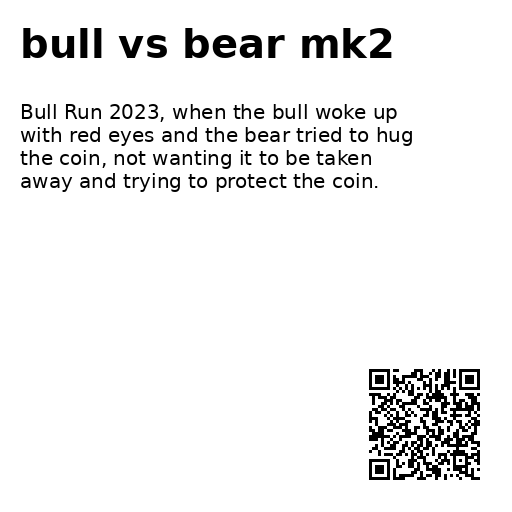 bull vs bear mk2
Bull Run 2023, when the bull woke up
with red eyes and the bear tried to hug
the coin, not wanting it to be taken
away and trying to protect the coin.